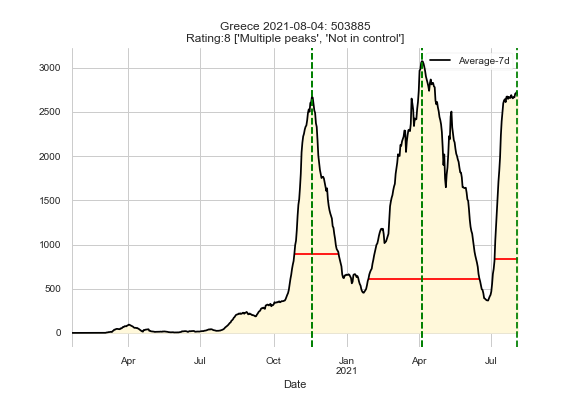 Greece 2021-08-04: 503885
Rating:8 ['Multiple peaks', 'Not in control']
Average-7d
3000
2500
2000
1500
1000
500
0
Apr Jul Oct Jan Apr Jul
2021
Date